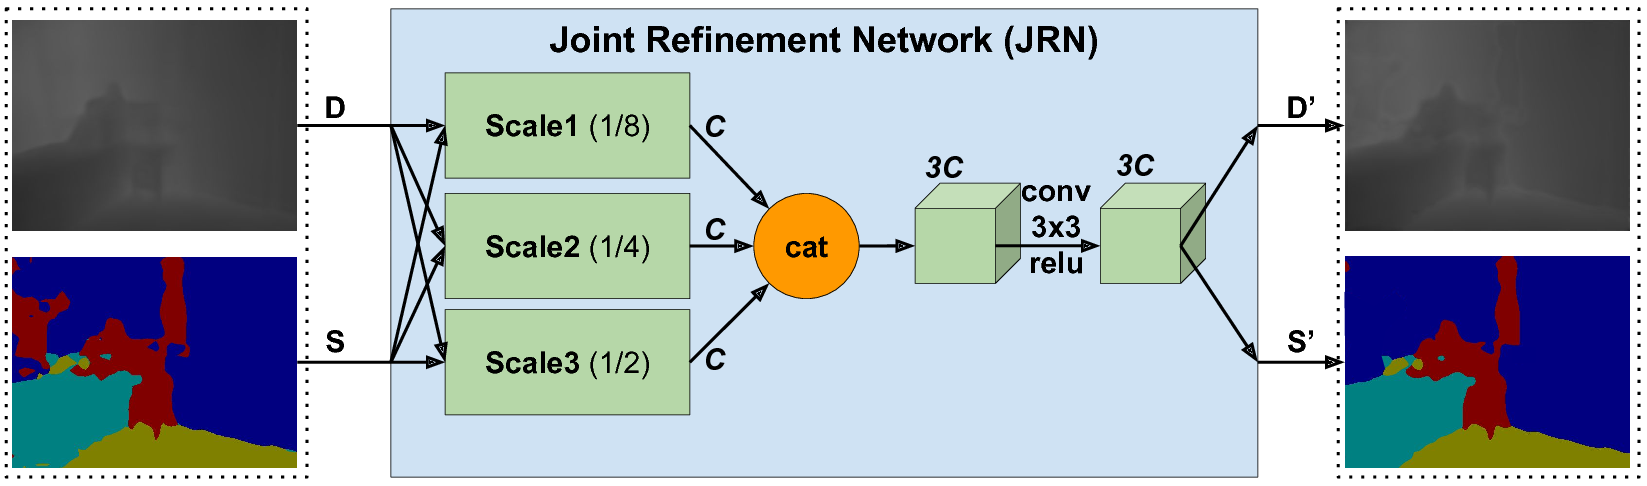 Joint Refinement Network (JRN)
D
S
Scale1 (1/8)
Scale2 (1/4)
Scale3 (1/2)
C
C
C
cat
3C
conv
3x3
relu
3C
D’
S’